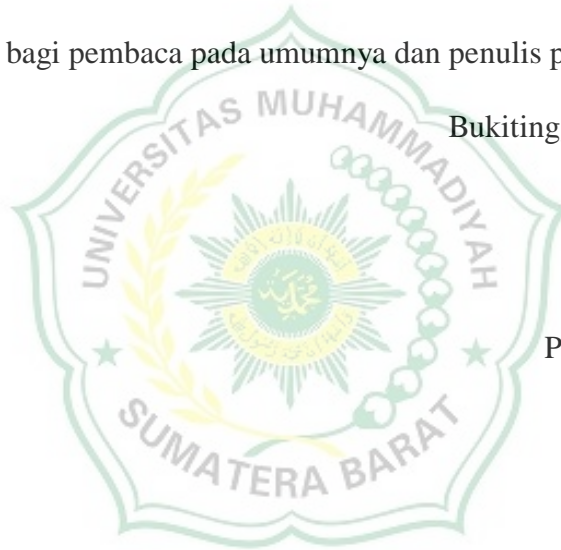 bagi pembaca pada umumnya dan penulis p
Bukiting
P
UNIVERSITAS MUHAMMADIYAH
SUMATERA BARAT